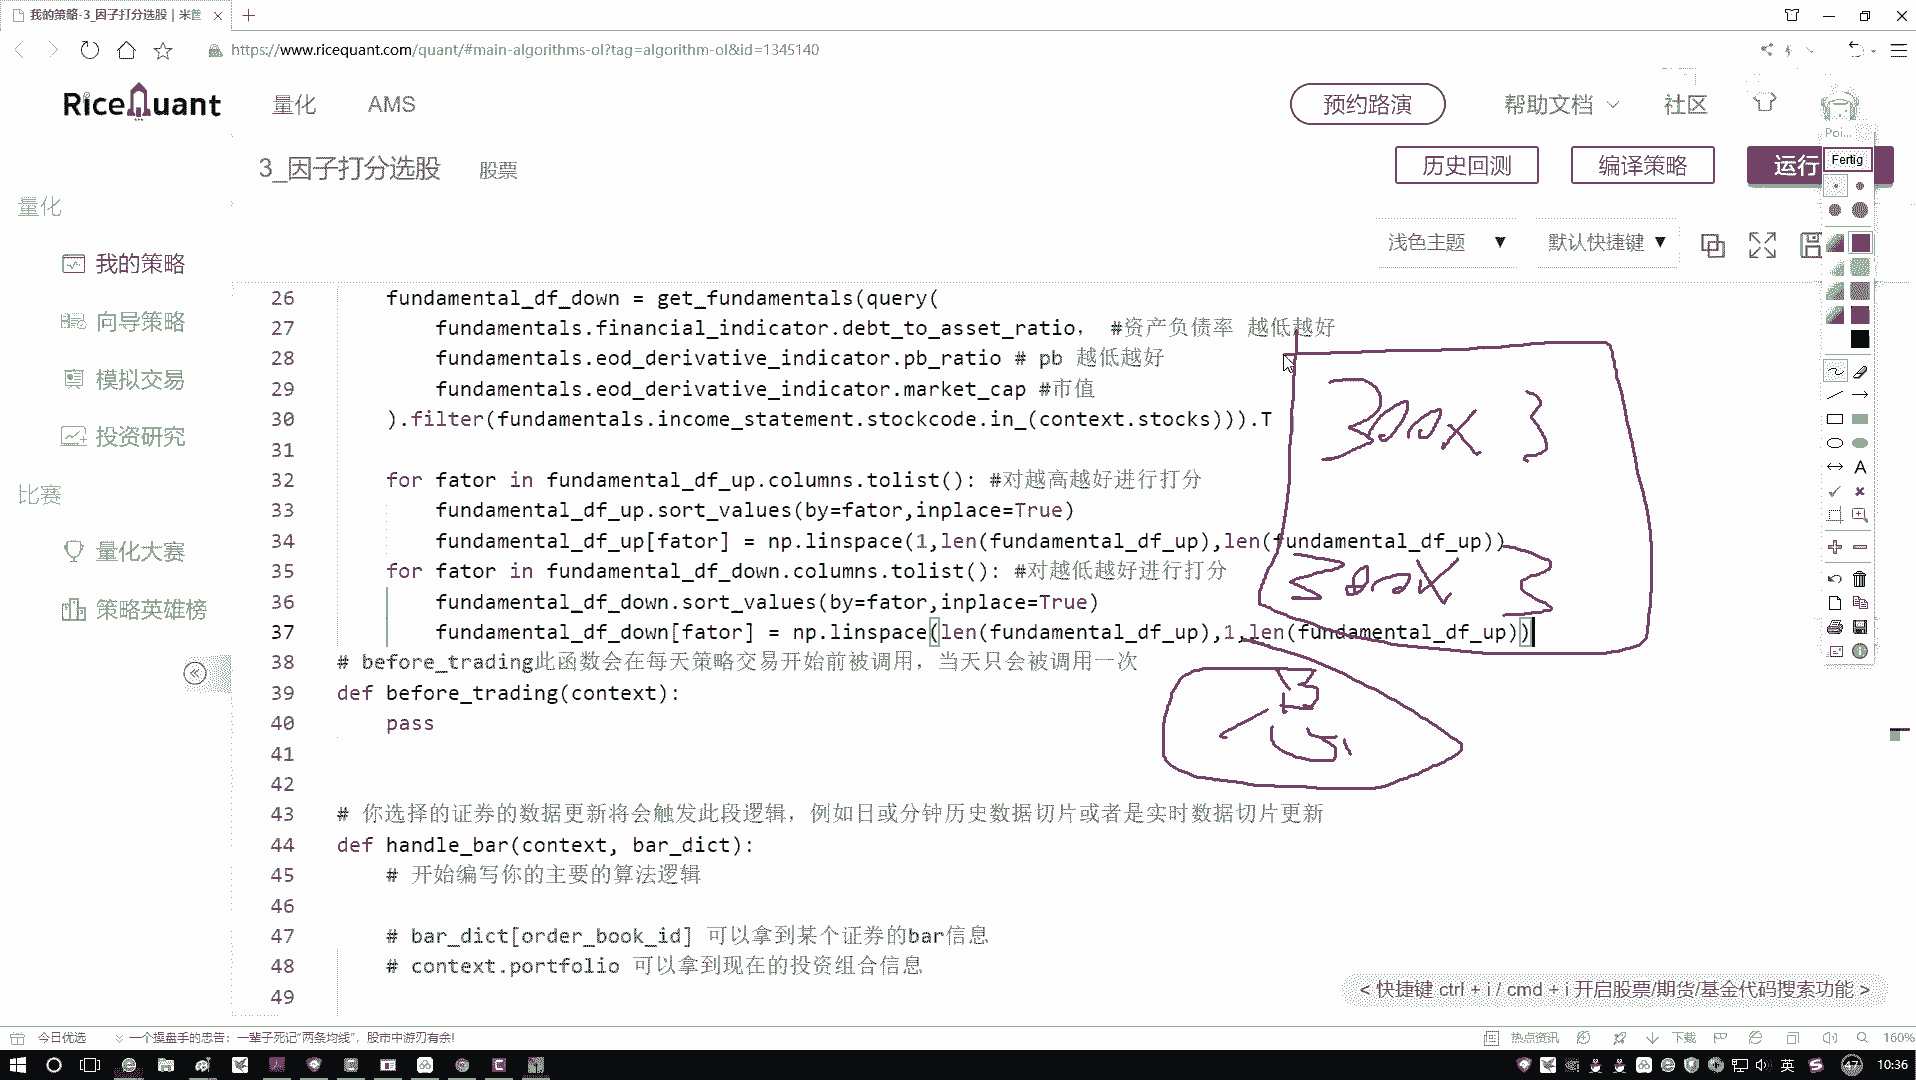 我的策略-3_因子打分选股 | 米筐
https://www.ricequant.com/quant/#main-algorithms-ol?tag=algorithm-ol&id=1345140
RiceQuant 量化 AMS 预约路演 帮助文档 社区
Poi...
Fertig
3_因子打分选股 股票 历史回测 编译策略 运行
量化
浅色主题 ▼ 默认快捷键 ▼
我的策略
向导策略
模拟交易
投资研究
比赛
量化大赛
策略英雄榜
26 fundamental_df_down = get_fundamentals(query(
27 fundamentals.financial_indicator.debt_to_asset_ratio, #资产负债率 越低越好
28 fundamentals.eod_derivative_indicator.pb_ratio # pb 越低越好
29 fundamentals.eod_derivative_indicator.market_cap #市值
30 ).filter(fundamentals.income_statement.stockcode.in_(context.stocks))).T
31
32 for fator in fundamental_df_up.columns.tolist(): #对越高越好进行打分
33 fundamental_df_up.sort_values(by=fator,inplace=True)
34 fundamental_df_up[fator] = np.linspace(1,len(fundamental_df_up),len(fundamental_df_up))
35 for fator in fundamental_df_down.columns.tolist(): #对越低越好进行打分
36 fundamental_df_down.sort_values(by=fator,inplace=True)
37 fundamental_df_down[fator] = np.linspace(len(fundamental_df_up),1,len(fundamental_df_up))
38 # before_trading此函数会在每天策略交易开始前被调用，当天只会被调用一次
39 def before_trading(context):
40 pass
41
42
43 # 你选择的证券的数据更新将会触发此段逻辑，例如日或分钟历史数据切片或者是实时数据切片更新
44 def handle_bar(context, bar_dict):
45 # 开始编写你的主要的算法逻辑
46
47 # bar_dict[order_book_id] 可以拿到某个证券的bar信息
48 # context.portfolio 可以拿到现在的投资组合信息
49
300X 3
300X 3
< 快捷键 ctrl + i / cmd + i 开启股票/期货/基金代码搜索功能 >
今日优选 一个操盘手的忠告：一辈子死记“两条均线”，股市中游刃有余! 热点资讯 下载 160%
英 47 10:36